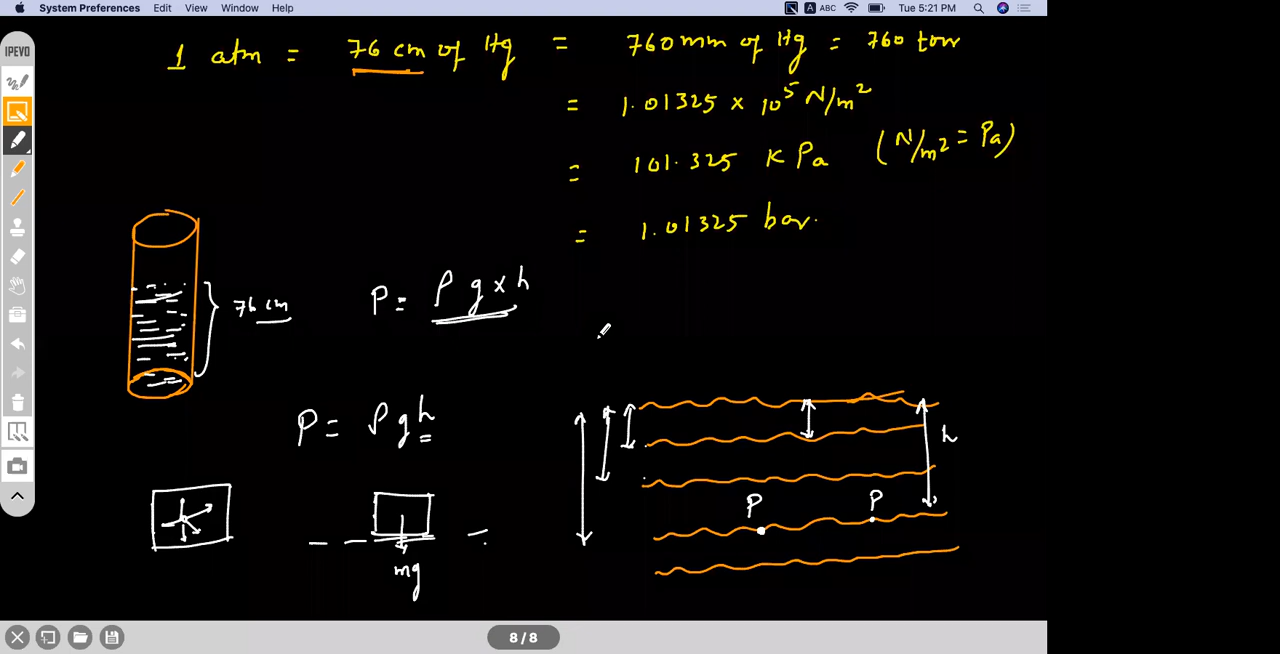 System Preferences Edit View Window Help A ABC Tue 5:21 PM
IPEVO
1 atm = 76 cm of Hg = 760 mm of Hg = 760 torr
= 1.01325 × 10⁵ N/m²
= 101.325 K Pa (N/m² = Pa)
= 1.01325 bar.
76 cm
P = ρ g × h
P = ρ g h
h
P P
mg
8 / 8